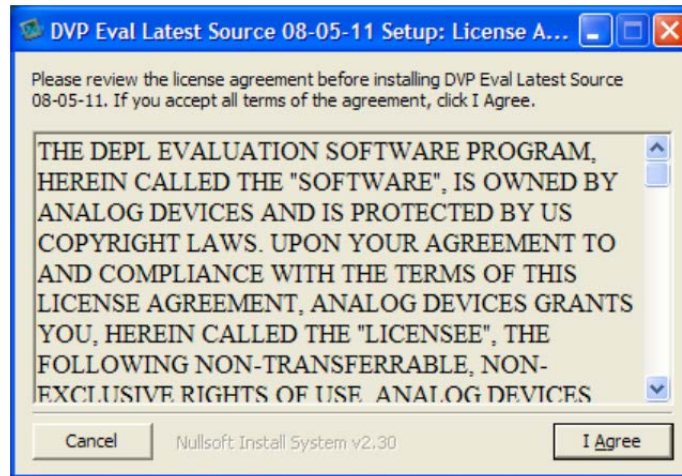 DVP Eval Latest Source 08-05-11 Setup: License A...
Please review the license agreement before installing DVP Eval Latest Source
08-05-11. If you accept all terms of the agreement, click I Agree.
THE DEPL EVALUATION SOFTWARE PROGRAM,
HEREIN CALLED THE "SOFTWARE", IS OWNED BY
ANALOG DEVICES AND IS PROTECTED BY US
COPYRIGHT LAWS. UPON YOUR AGREEMENT TO
AND COMPLIANCE WITH THE TERMS OF THIS
LICENSE AGREEMENT, ANALOG DEVICES GRANTS
YOU, HEREIN CALLED THE "LICENSEE", THE
FOLLOWING NON-TRANSFERRABLE, NON-
EXCLUSIVE RIGHTS OF USE. ANALOG DEVICES
Cancel Nullsoft Install System v2.30 I Agree